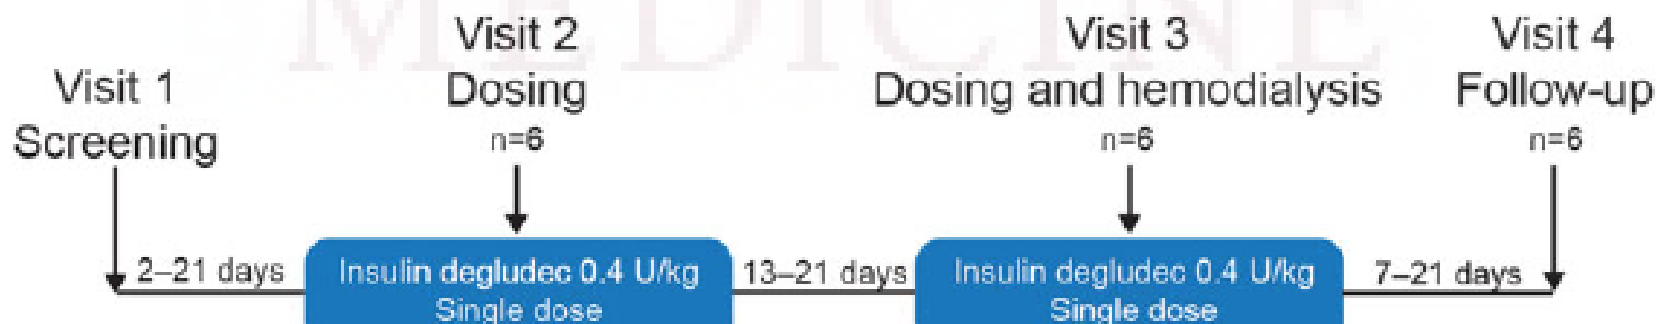 MEDICINE
Visit 1
Screening
Visit 2
Dosing
n=6
Visit 3
Dosing and hemodialysis
n=6
Visit 4
Follow-up
n=6
2–21 days
Insulin degludec 0.4 U/kg
Single dose
13–21 days
Insulin degludec 0.4 U/kg
Single dose
7–21 days